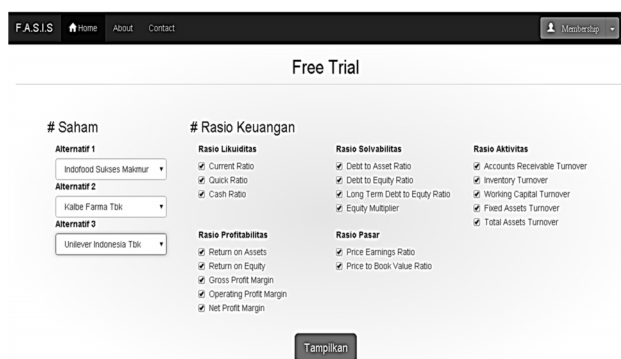 F.A.S.I.S Home About Contact Membership
Free Trial
# Saham
Alternatif 1
Indofood Sukses Makmur
Alternatif 2
Kalbe Farma Tbk
Alternatif 3
Unilever Indonesia Tbk
# Rasio Keuangan
Rasio Likuiditas
Current Ratio
Quick Ratio
Cash Ratio
Rasio Solvabilitas
Debt to Asset Ratio
Debt to Equity Ratio
Long Term Debt to Equty Ratio
Equity Multiplier
Rasio Aktivitas
Accounts Receivable Turnover
Inventory Turnover
Working Capital Turnover
Fixed Assets Turnover
Total Assets Turnover
Rasio Profitabilitas
Return on Assets
Return on Equity
Gross Profit Margin
Operating Profit Margin
Net Profit Margin
Rasio Pasar
Price Earnings Ratio
Price to Book Value Ratio
Tampilkan